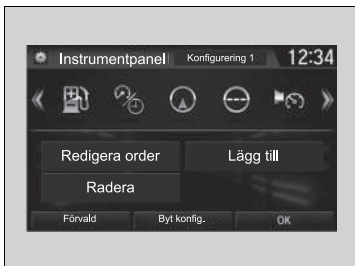 Instrumentpanel Konfigurering 1 12:34
Redigera order Lägg till
Radera
Förvald Byt konfig. OK